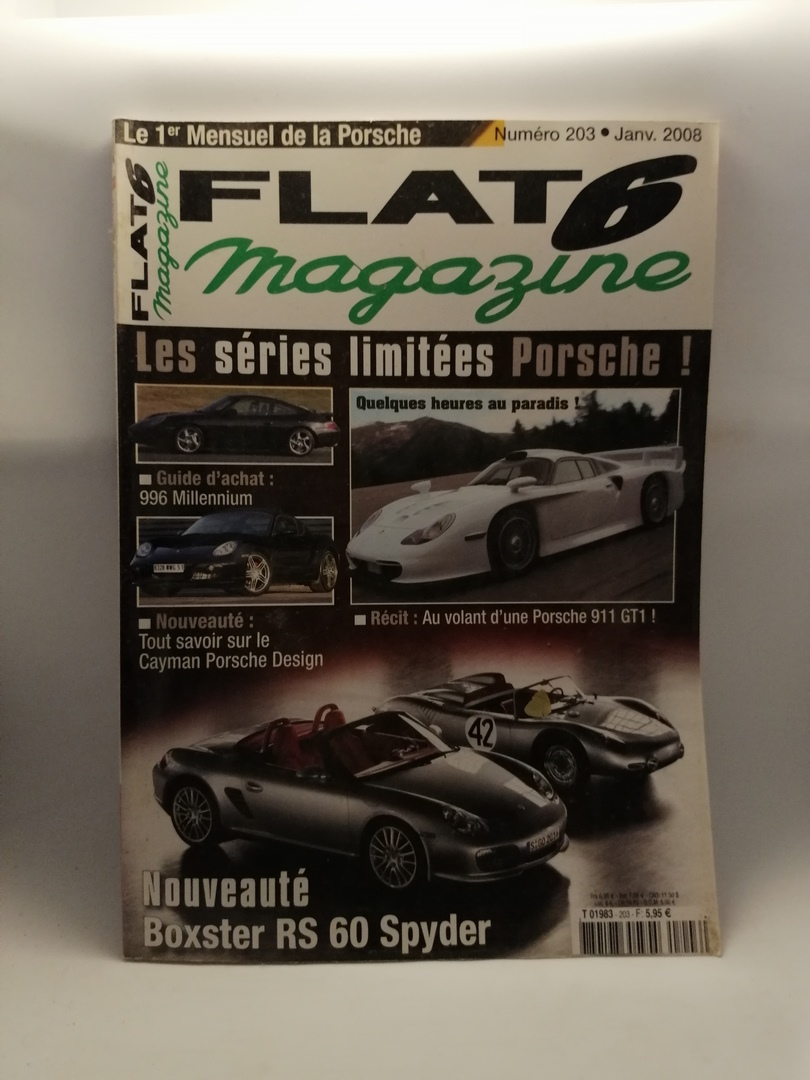 Le 1er Mensuel de la Porsche
Numéro 203 • Janv. 2008
FLAT6
magazine
FLAT6
magazine
Les séries limitées Porsche !
Quelques heures au paradis !
Guide d'achat :
996 Millennium
Nouveauté :
Tout savoir sur le
Cayman Porsche Design
Récit : Au volant d'une Porsche 911 GT1 !
42
Nouveauté
Boxster RS 60 Spyder
T 01983 - 203 - F: 5,95 €